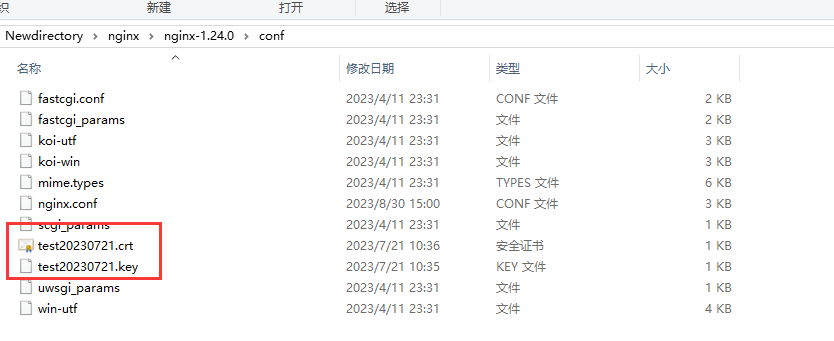 织 新建 打开 选择
Newdirectory > nginx > nginx-1.24.0 > conf
名称 修改日期 类型 大小
fastcgi.conf 2023/4/11 23:31 CONF 文件 2 KB
fastcgi_params 2023/4/11 23:31 文件 2 KB
koi-utf 2023/4/11 23:31 文件 3 KB
koi-win 2023/4/11 23:31 文件 3 KB
mime.types 2023/4/11 23:31 TYPES 文件 6 KB
nginx.conf 2023/8/30 15:00 CONF 文件 3 KB
scgi_params 2023/4/11 23:31 文件 1 KB
test20230721.crt 2023/7/21 10:36 安全证书 1 KB
test20230721.key 2023/7/21 10:35 KEY 文件 1 KB
uwsgi_params 2023/4/11 23:31 文件 1 KB
win-utf 2023/4/11 23:31 文件 4 KB